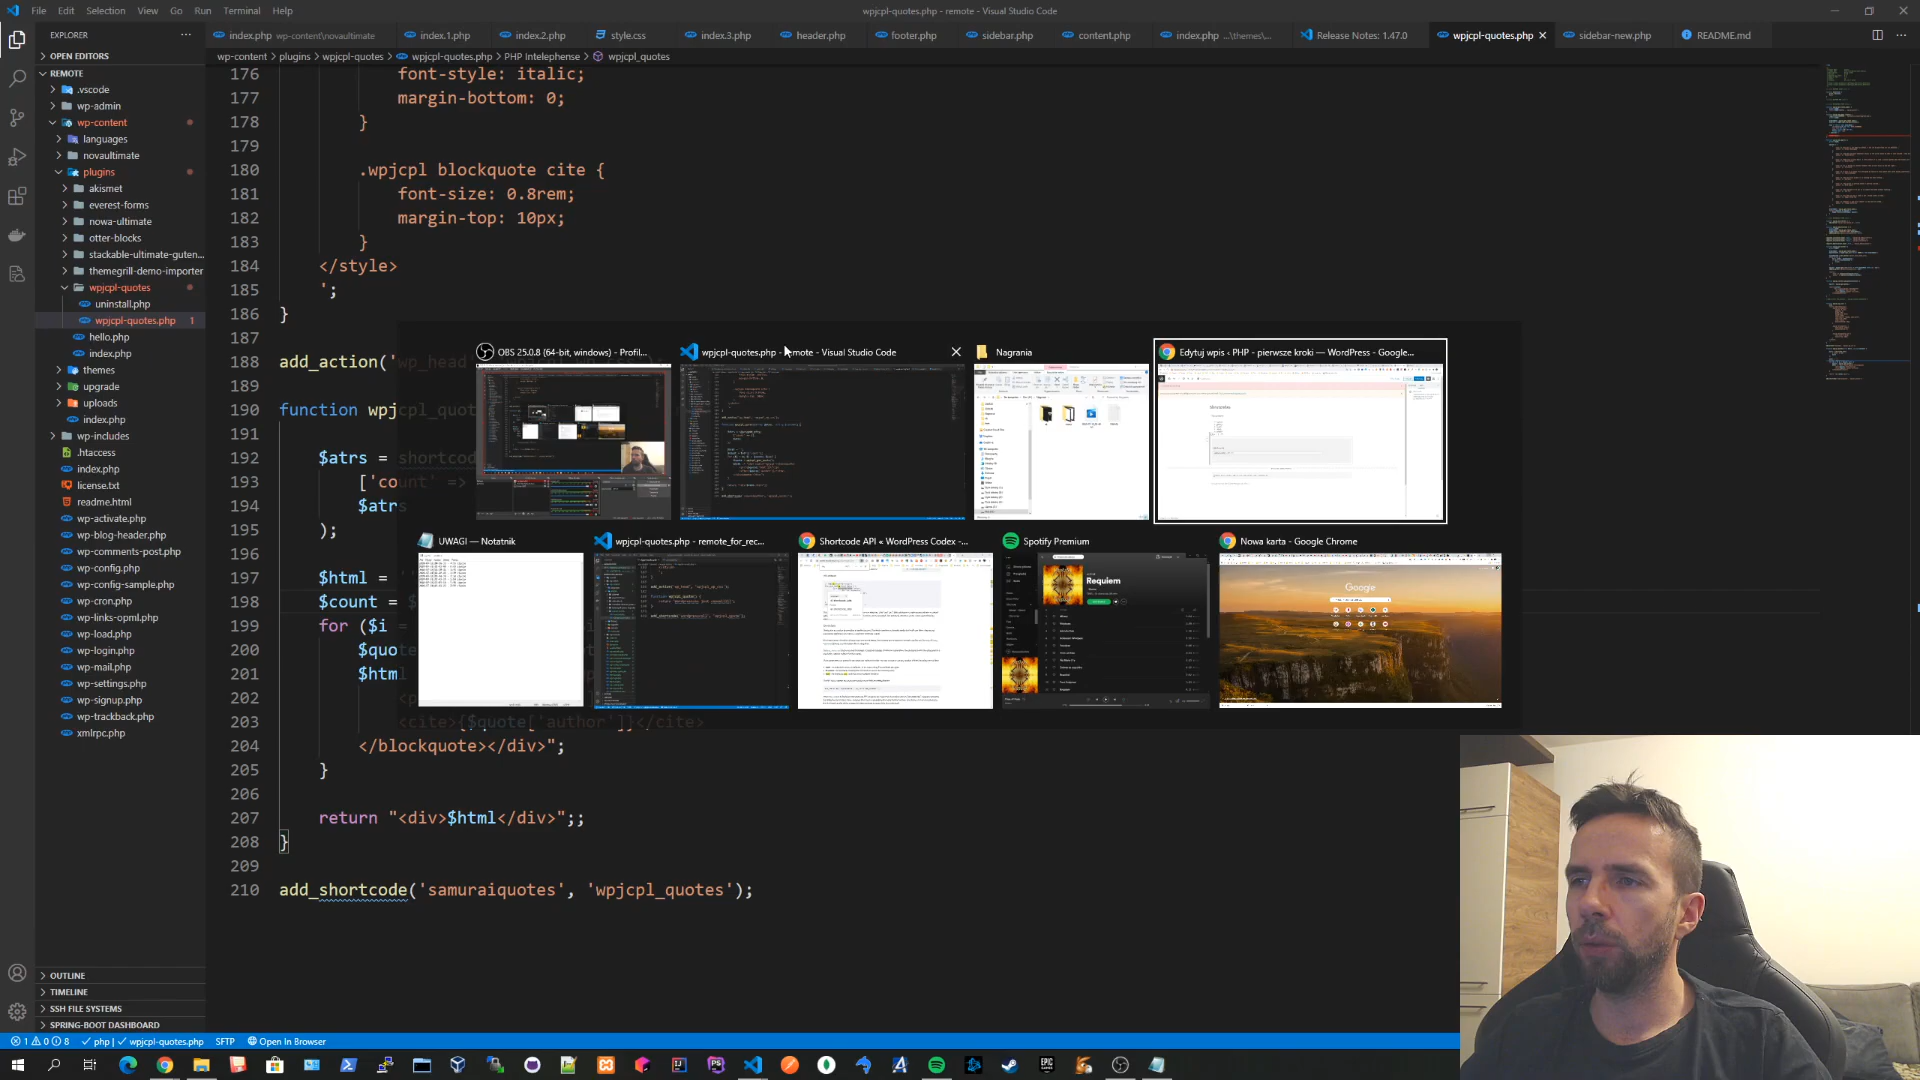 File Edit Selection View Go Run Terminal Help
wpjcpl-quotes.php - remote - Visual Studio Code
EXPLORER
index.php wp-content\novaultimate
index.1.php
index.2.php
style.css
index.3.php
header.php
footer.php
sidebar.php
content.php
index.php ...\themes\...
Release Notes: 1.47.0
wpjcpl-quotes.php
sidebar-new.php
README.md
wp-content > plugins > wpjcpl-quotes > wpjcpl-quotes.php > PHP Intelephense > wpjcpl_quotes
OPEN EDITORS
REMOTE
.vscode
wp-admin
wp-content
languages
novaultimate
plugins
akismet
everest-forms
nowa-ultimate
otter-blocks
stackable-ultimate-guten...
themegrill-demo-importer
wpjcpl-quotes
uninstall.php
wpjcpl-quotes.php 1
hello.php
index.php
themes
upgrade
uploads
index.php
wp-includes
.htaccess
index.php
license.txt
readme.html
wp-activate.php
wp-blog-header.php
wp-comments-post.php
wp-config.php
wp-config-sample.php
wp-cron.php
wp-links-opml.php
wp-load.php
wp-login.php
wp-mail.php
wp-settings.php
wp-signup.php
wp-trackback.php
xmlrpc.php
OUTLINE
TIMELINE
SSH FILE SYSTEMS
SPRING-BOOT DASHBOARD
176 font-style: italic;
177 margin-bottom: 0;
178 }
179
180 .wpjcpl blockquote cite {
181 font-size: 0.8rem;
182 margin-top: 10px;
183 }
184 </style>
185 ';
186 }
187
188 add_action('wp_head'
189
190 function wpjcpl_quot
191
192 $atrs = shortcod
193 ['count' =>
194 $atrs
195 );
196
197 $html = '
198 $count = $
199 for ($i =
200 $quo
201 $html
202 <p
203 <cite>{$quote['author']}</cite>
204 </blockquote></div>";
205 }
206
207 return "<div>$html</div>";;
208 }
209
210 add_shortcode('samuraiquotes', 'wpjcpl_quotes');
OBS 25.0.8 (64-bit, windows) - Profil...
wpjcpl-quotes.php - remote - Visual Studio Code
Nagrania
Edytuj wpis ‹ PHP - pierwsze kroki — WordPress - Google...
UWAGI — Notatnik
wpjcpl-quotes.php - remote_for_rec...
Shortcode API « WordPress Codex -...
Spotify Premium
Requiem
Nowa karta - Google Chrome
Google
1 0 8 php wpjcpl-quotes.php SFTP Open In Browser